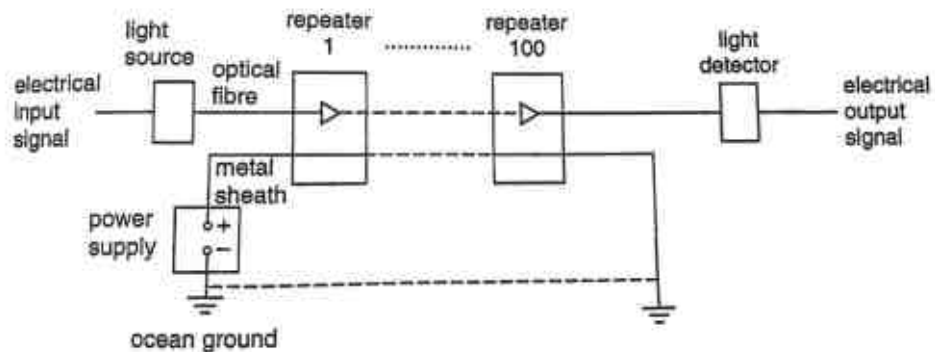 repeater
1
repeater
100
light
source
light
detector
electrical
input
signal
optical
fibre
electrical
output
signal
metal
sheath
power
supply
+
−
ocean ground